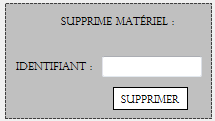 SUPPRIME MATÉRIEL :
IDENTIFIANT :
SUPPRIMER